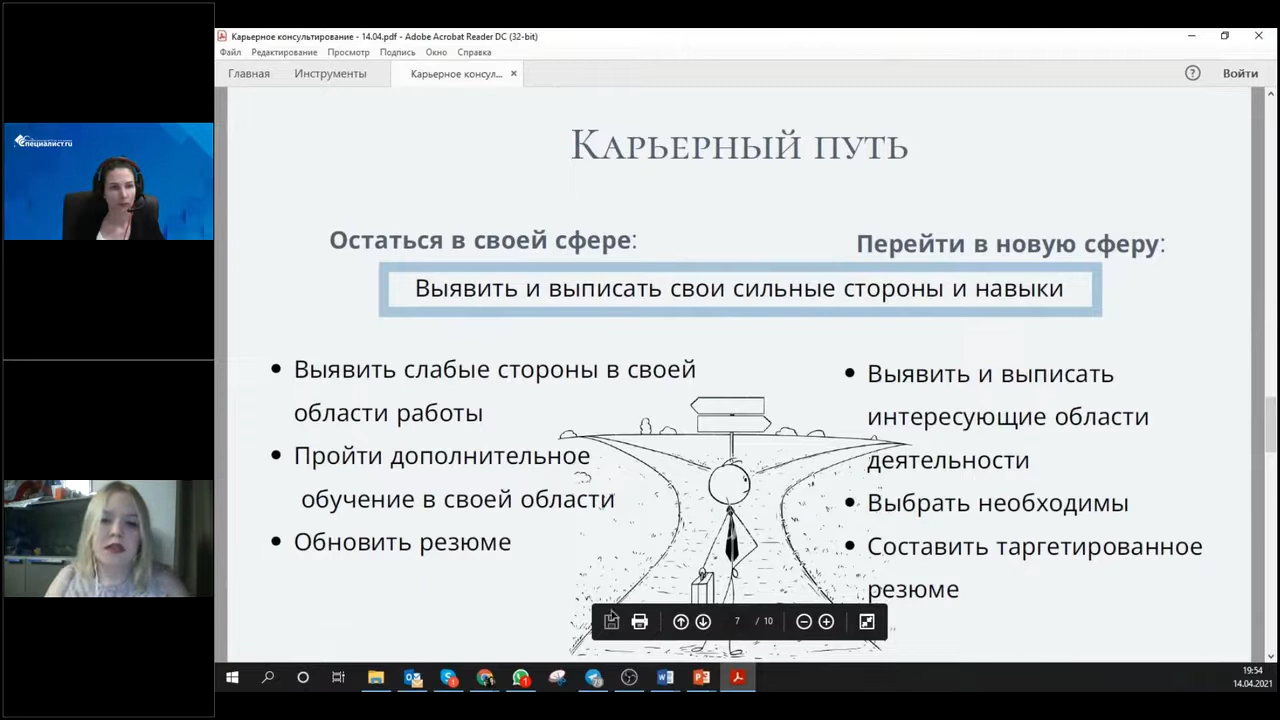 Карьерное консультирование - 14.04.pdf - Adobe Acrobat Reader DC (32-bit)
Файл Редактирование Просмотр Подпись Окно Справка
Главная Инструменты Карьерное консул... × Войти
Специалист.ru
Карьерный путь
Остаться в своей сфере:
Перейти в новую сферу:
Выявить и выписать свои сильные стороны и навыки
Выявить слабые стороны в своей
области работы
Пройти дополнительное
обучение в своей области
Обновить резюме
Выявить и выписать
интересующие области
деятельности
Выбрать необходимы
Составить таргетированное
резюме
7 / 10
19:54
14.04.2021